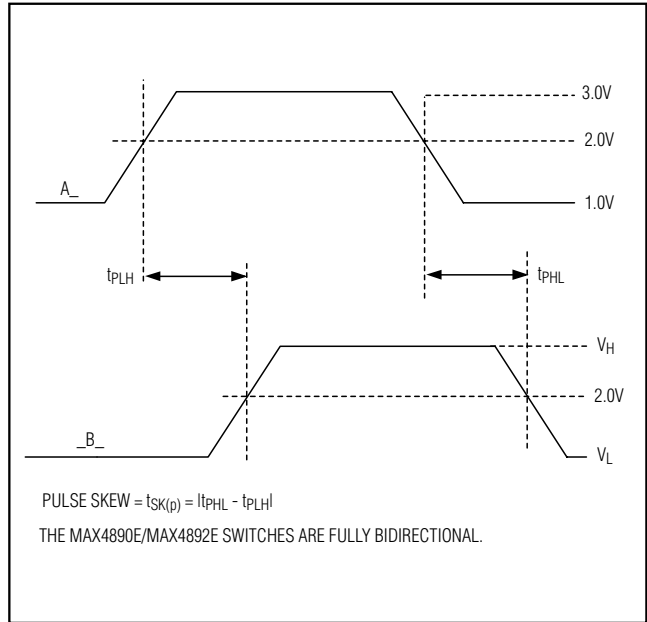 3.0V
2.0V
A_
1.0V
tPLH
tPHL
VH
2.0V
_B_
VL
PULSE SKEW = tSK(p) = |tPHL - tPLH|
THE MAX4890E/MAX4892E SWITCHES ARE FULLY BIDIRECTIONAL.